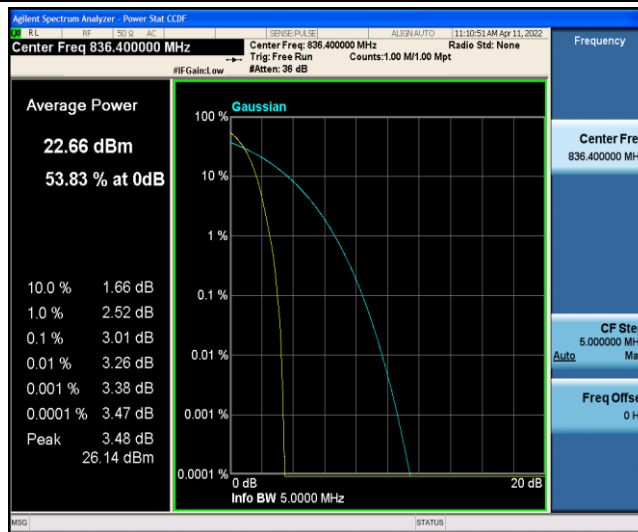 Agilent Spectrum Analyzer - Power Stat CCDF
RL RF 50 Ω AC SENSE:PULSE ALIGN AUTO 11:10:51 AM Apr 11, 2022
Center Freq 836.400000 MHz
Center Freq: 836.400000 MHz Radio Std: None
Trig: Free Run Counts:1.00 M/1.00 Mpt
#IFGain:Low #Atten: 36 dB
Frequency
Average Power
22.66 dBm
53.83 % at 0dB
10.0 % 1.66 dB
1.0 % 2.52 dB
0.1 % 3.01 dB
0.01 % 3.26 dB
0.001 % 3.38 dB
0.0001 % 3.47 dB
Peak 3.48 dB
26.14 dBm
Gaussian
100 %
10 %
1 %
0.1 %
0.01 %
0.001 %
0.0001 %
0 dB 20 dB
Info BW 5.0000 MHz
Center Fre
836.400000 MH
CF Ste
5.000000 MH
Auto Ma
Freq Offse
0 H
MSG STATUS